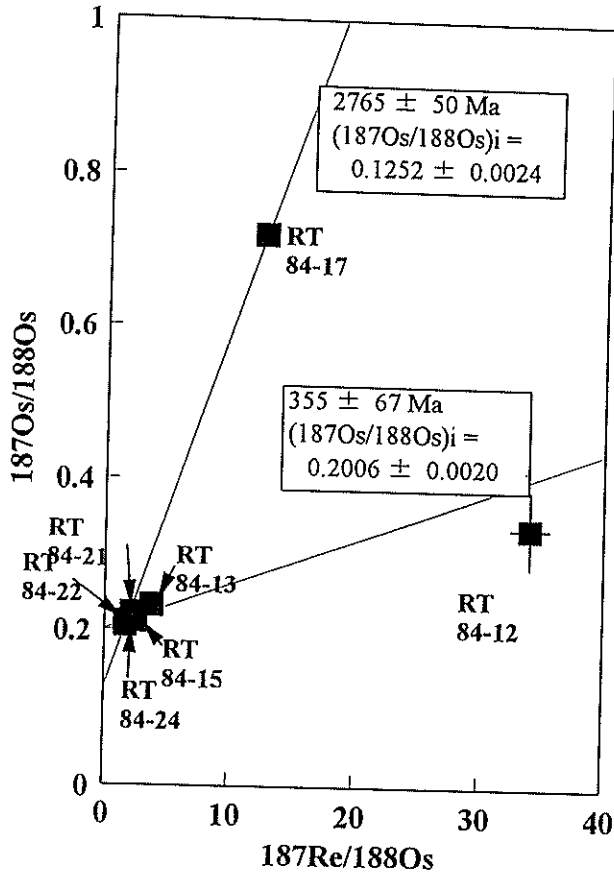 1
2765 ± 50 Ma
(187Os/188Os)i =
0.1252 ± 0.0024
0.8
RT
84-17
0.6
187Os/188Os
355 ± 67 Ma
(187Os/188Os)i =
0.2006 ± 0.0020
0.4
RT
84-21
RT
84-22
RT
84-13
0.2
RT
84-12
RT
84-15
RT
84-24
0
0
10
20
30
40
187Re/188Os